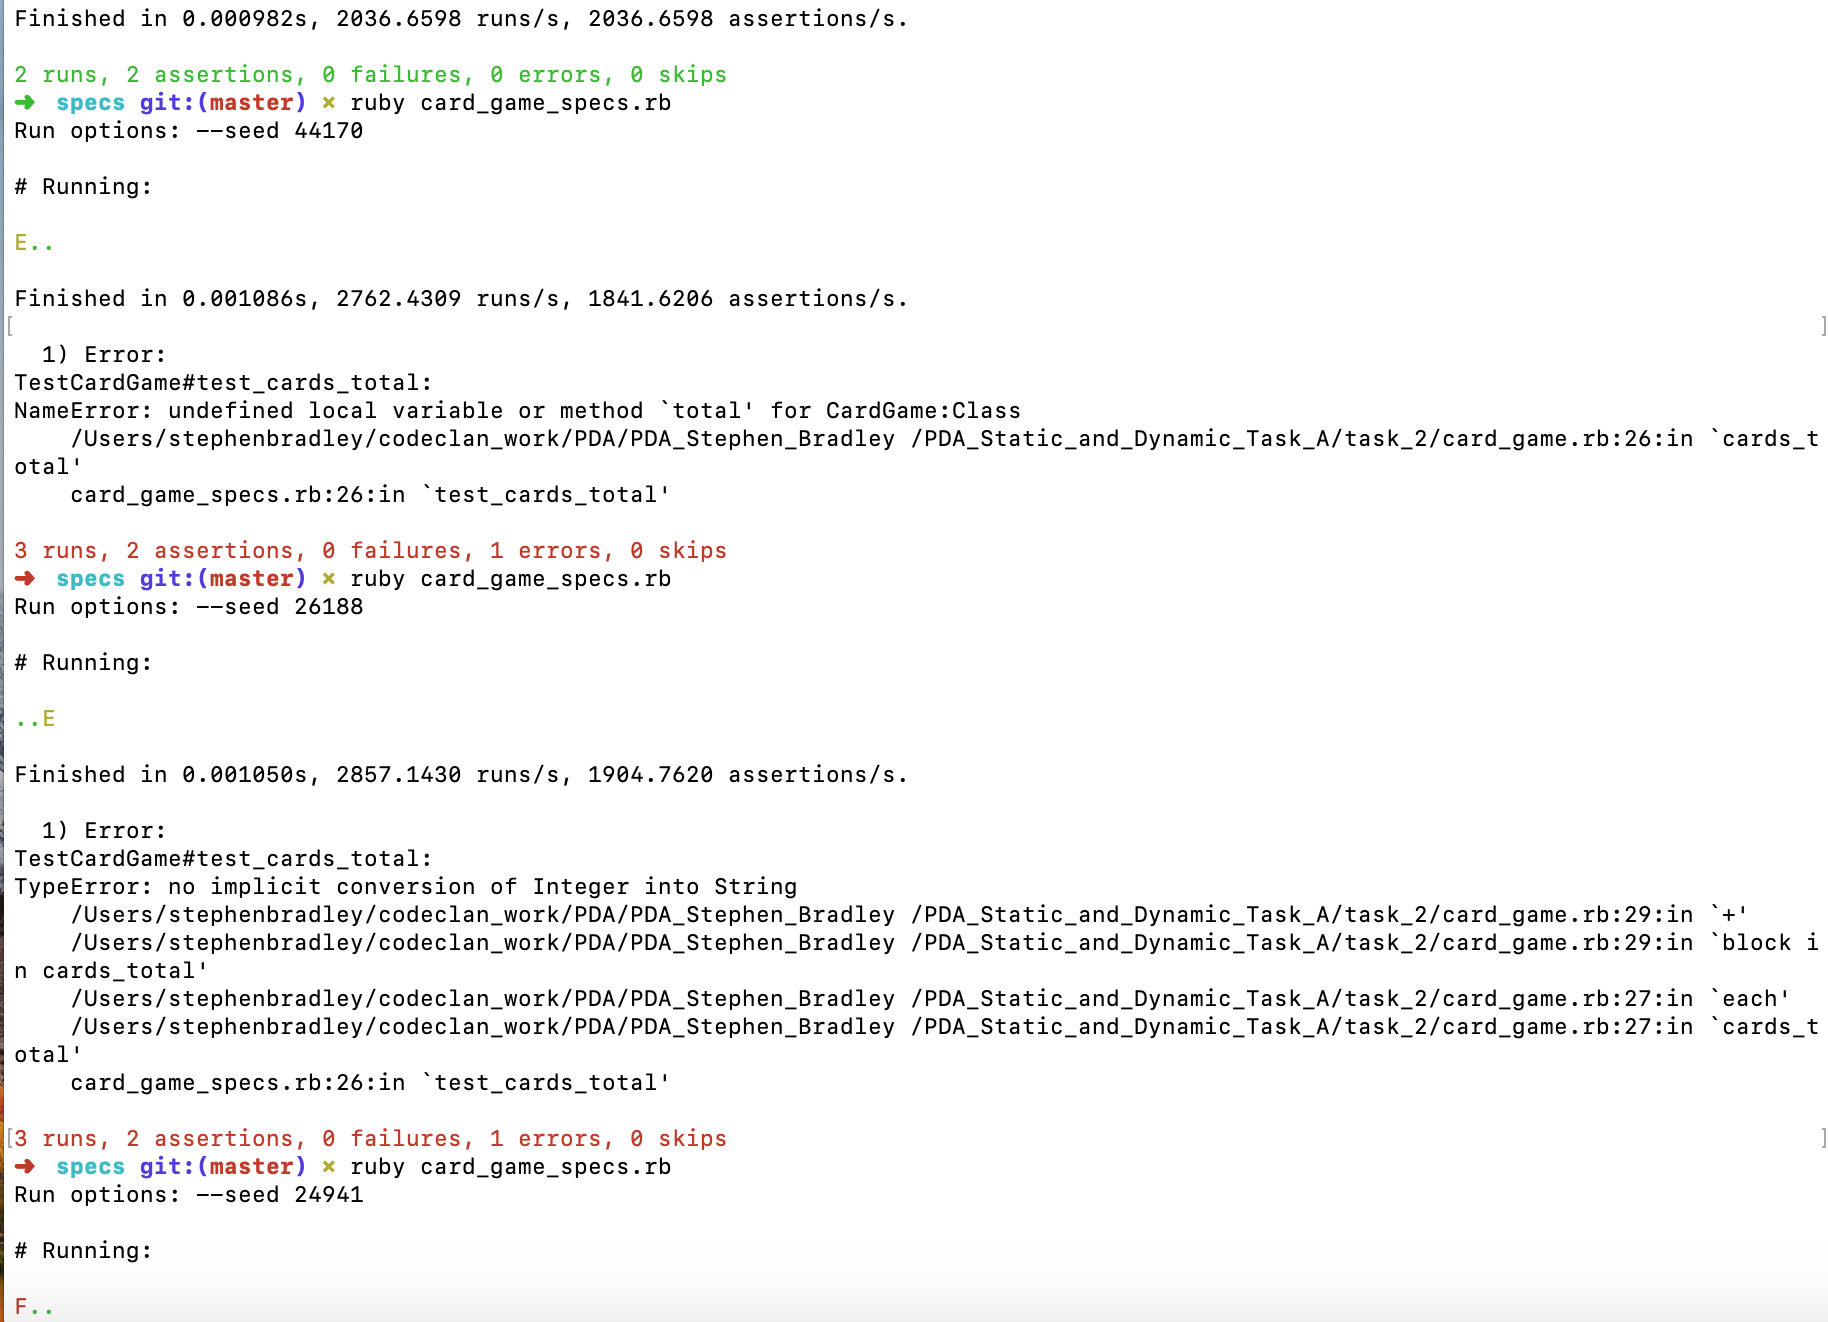 Finished in 0.000982s, 2036.6598 runs/s, 2036.6598 assertions/s.
2 runs, 2 assertions, 0 failures, 0 errors, 0 skips
➜  specs git:(master) ✗ ruby card_game_specs.rb
Run options: --seed 44170
# Running:
E..
Finished in 0.001086s, 2762.4309 runs/s, 1841.6206 assertions/s.
[ ]
  1) Error:
TestCardGame#test_cards_total:
NameError: undefined local variable or method `total' for CardGame:Class
    /Users/stephenbradley/codeclan_work/PDA/PDA_Stephen_Bradley /PDA_Static_and_Dynamic_Task_A/task_2/card_game.rb:26:in `cards_t
otal'
    card_game_specs.rb:26:in `test_cards_total'
3 runs, 2 assertions, 0 failures, 1 errors, 0 skips
➜  specs git:(master) ✗ ruby card_game_specs.rb
Run options: --seed 26188
# Running:
..E
Finished in 0.001050s, 2857.1430 runs/s, 1904.7620 assertions/s.
  1) Error:
TestCardGame#test_cards_total:
TypeError: no implicit conversion of Integer into String
    /Users/stephenbradley/codeclan_work/PDA/PDA_Stephen_Bradley /PDA_Static_and_Dynamic_Task_A/task_2/card_game.rb:29:in `+'
    /Users/stephenbradley/codeclan_work/PDA/PDA_Stephen_Bradley /PDA_Static_and_Dynamic_Task_A/task_2/card_game.rb:29:in `block i
n cards_total'
    /Users/stephenbradley/codeclan_work/PDA/PDA_Stephen_Bradley /PDA_Static_and_Dynamic_Task_A/task_2/card_game.rb:27:in `each'
    /Users/stephenbradley/codeclan_work/PDA/PDA_Stephen_Bradley /PDA_Static_and_Dynamic_Task_A/task_2/card_game.rb:27:in `cards_t
otal'
    card_game_specs.rb:26:in `test_cards_total'
[3 runs, 2 assertions, 0 failures, 1 errors, 0 skips ]
➜  specs git:(master) ✗ ruby card_game_specs.rb
Run options: --seed 24941
# Running:
F..